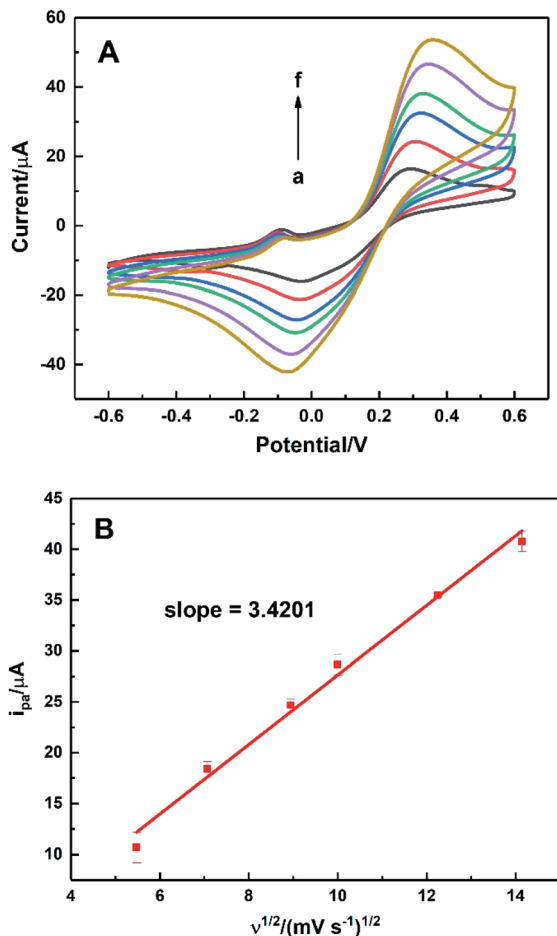 A
f
a
Current/μA
60
40
20
0
-20
-40
-0.6 -0.4 -0.2 0.0 0.2 0.4 0.6
Potential/V
B
slope = 3.4201
i_pa/μA
45
40
35
30
25
20
15
10
4 6 8 10 12 14
ν^1/2/(mV s^-1)^1/2